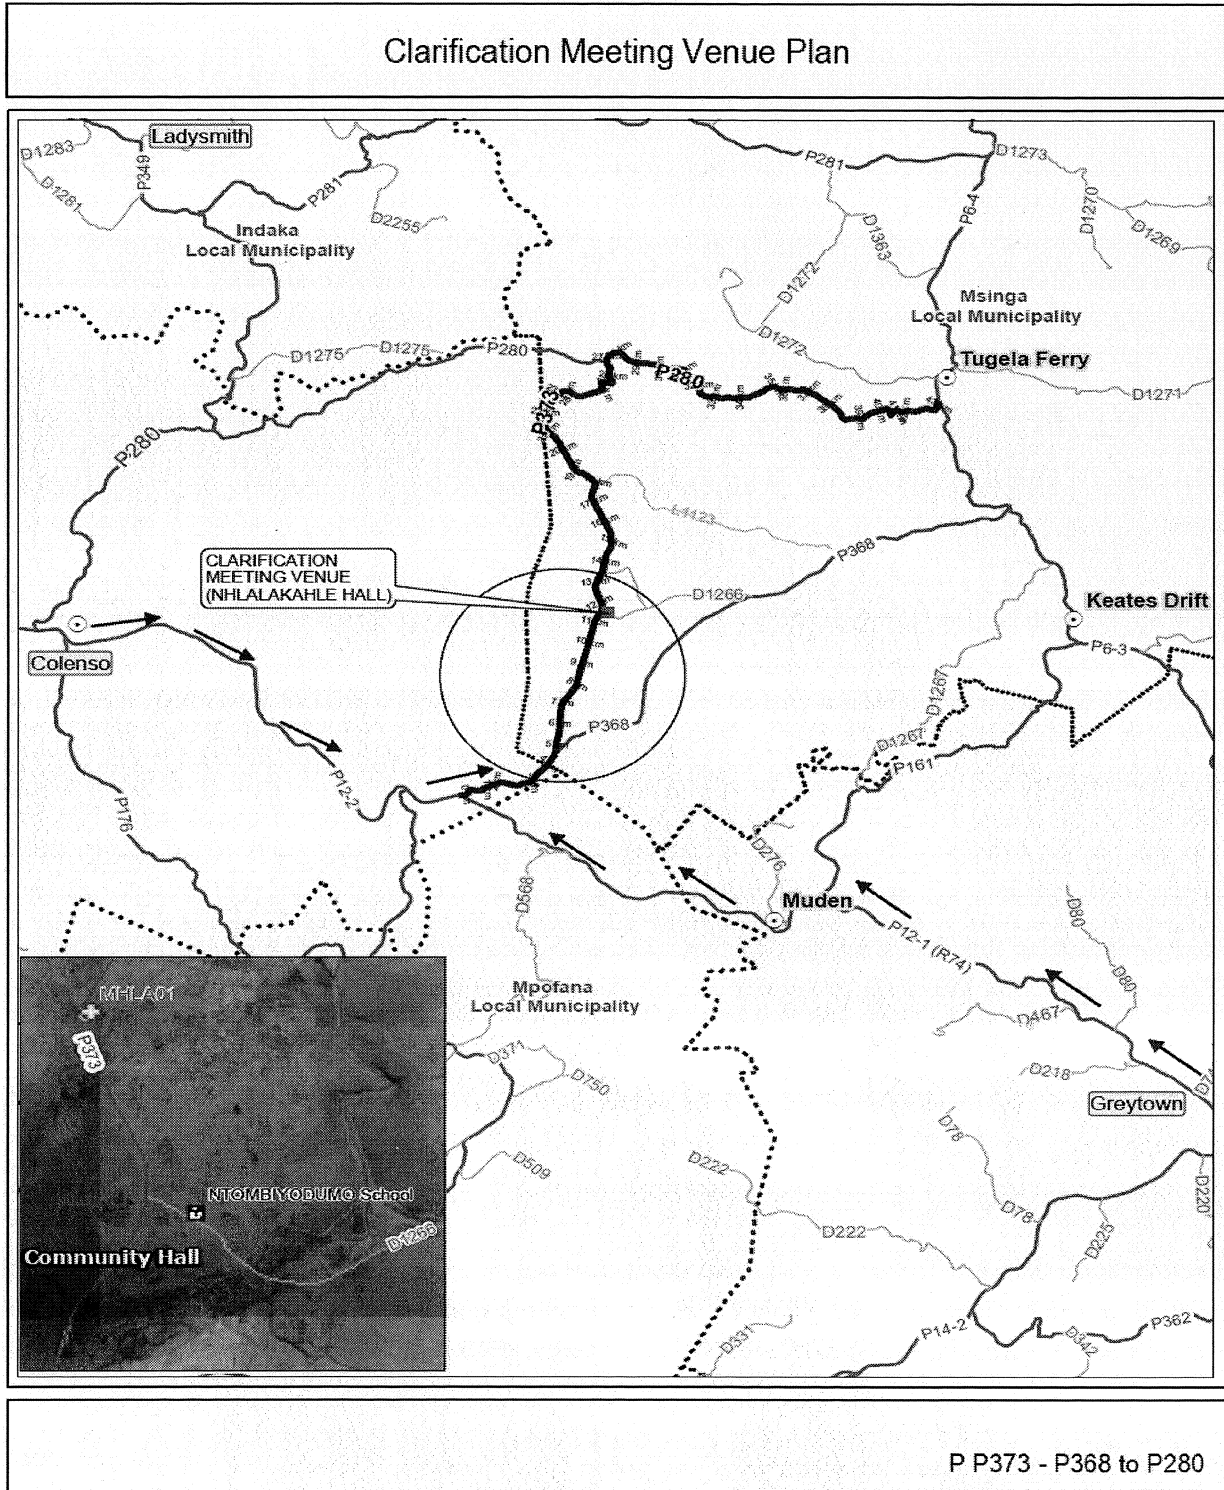 Clarification Meeting Venue Plan
Ladysmith
D1283
P349
D1281
P281
D2255
Indaka
Local Municipality
P281
D1273
P6-4
D1270
D1269
D1363
D1272
Msinga
Local Municipality
D1272
Tugela Ferry
D1271
D1275
D1275
P280
P280
P373
P280
L1123
P368
CLARIFICATION
MEETING VENUE
(NHLALAKAHLE HALL)
D1266
Keates Drift
P6-3
Colenso
D1267
P368
D1267
P161
P12-2
P176
D276
D568
Muden
P12-1 (R74)
D80
D80
Mpofana
Local Municipality
D467
D218
Greytown
D371
D750
D509
D78
D78
D222
D222
D220
D225
P14-2
D331
D342
P362
MHLA01
P373
NTOMBIYODUMO School
Community Hall
D1266
P P373 - P368 to P280